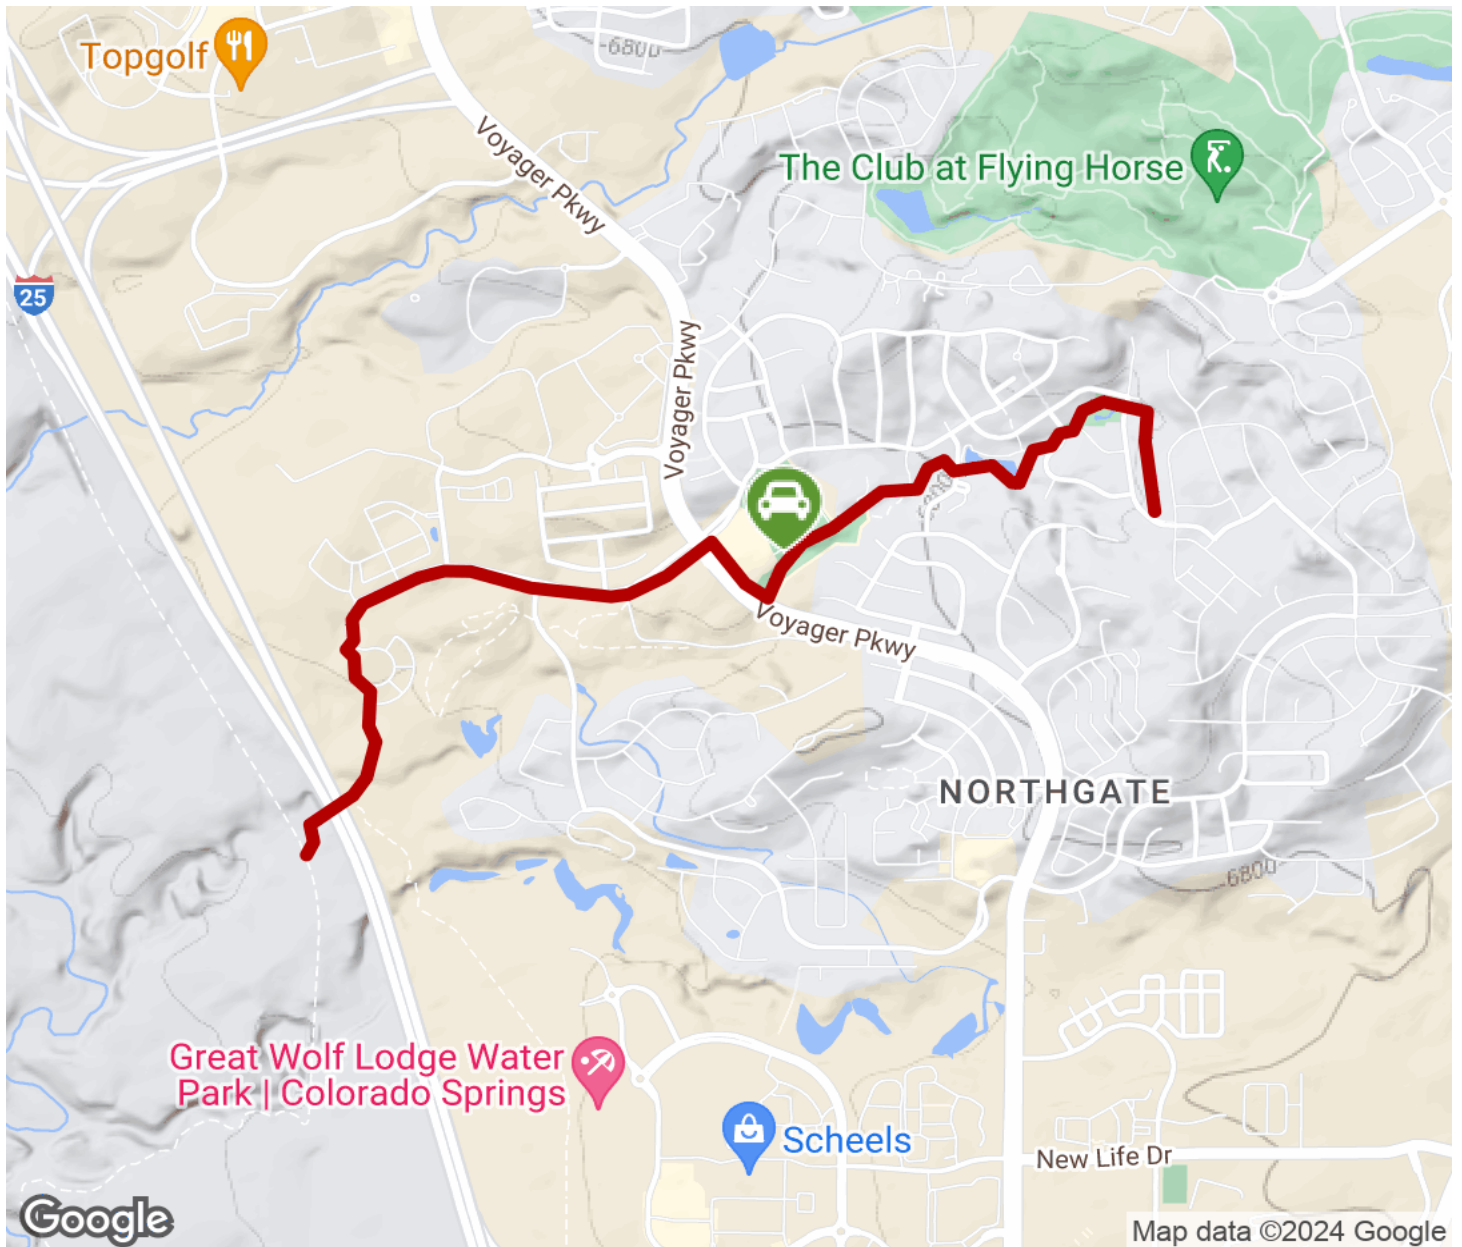 6800
Topgolf
Voyager Pkwy
The Club at Flying Horse
25
Voyager Pkwy
Voyager Pkwy
NORTHGATE
6800
Great Wolf Lodge Water
Park | Colorado Springs
Scheels
New Life Dr
Google
Map data ©2024 Google